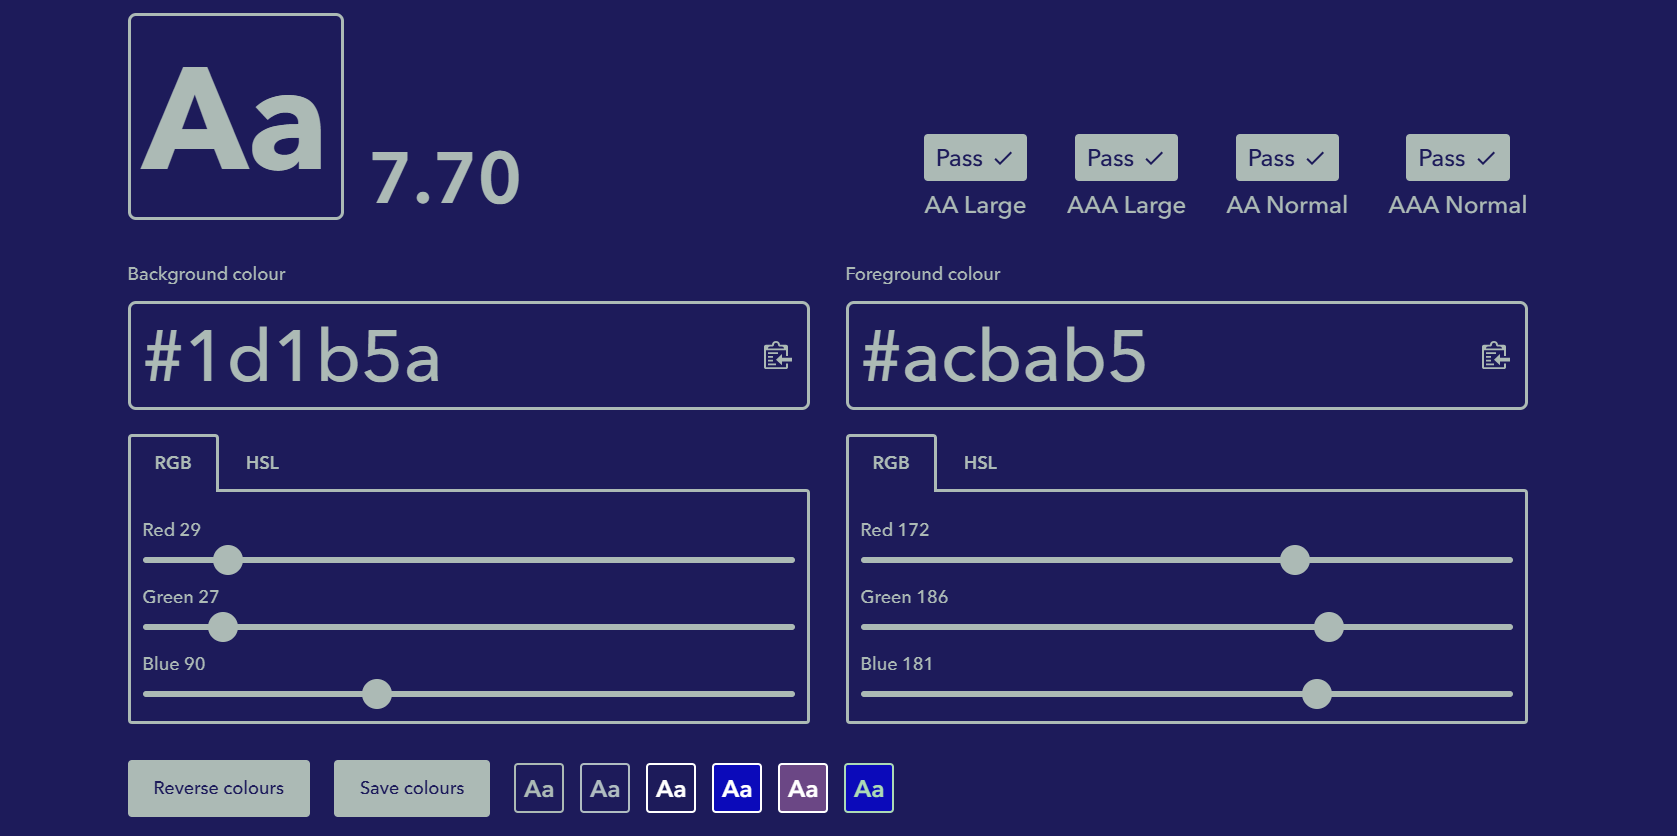 Aa
7.70
Pass
Pass
Pass
Pass
AA Large
AAA Large
AA Normal
AAA Normal
Background colour
#1d1b5a
Foreground colour
#acbab5
RGB
HSL
Red 29
Green 27
Blue 90
RGB
HSL
Red 172
Green 186
Blue 181
Reverse colours
Save colours
Aa
Aa
Aa
Aa
Aa
Aa